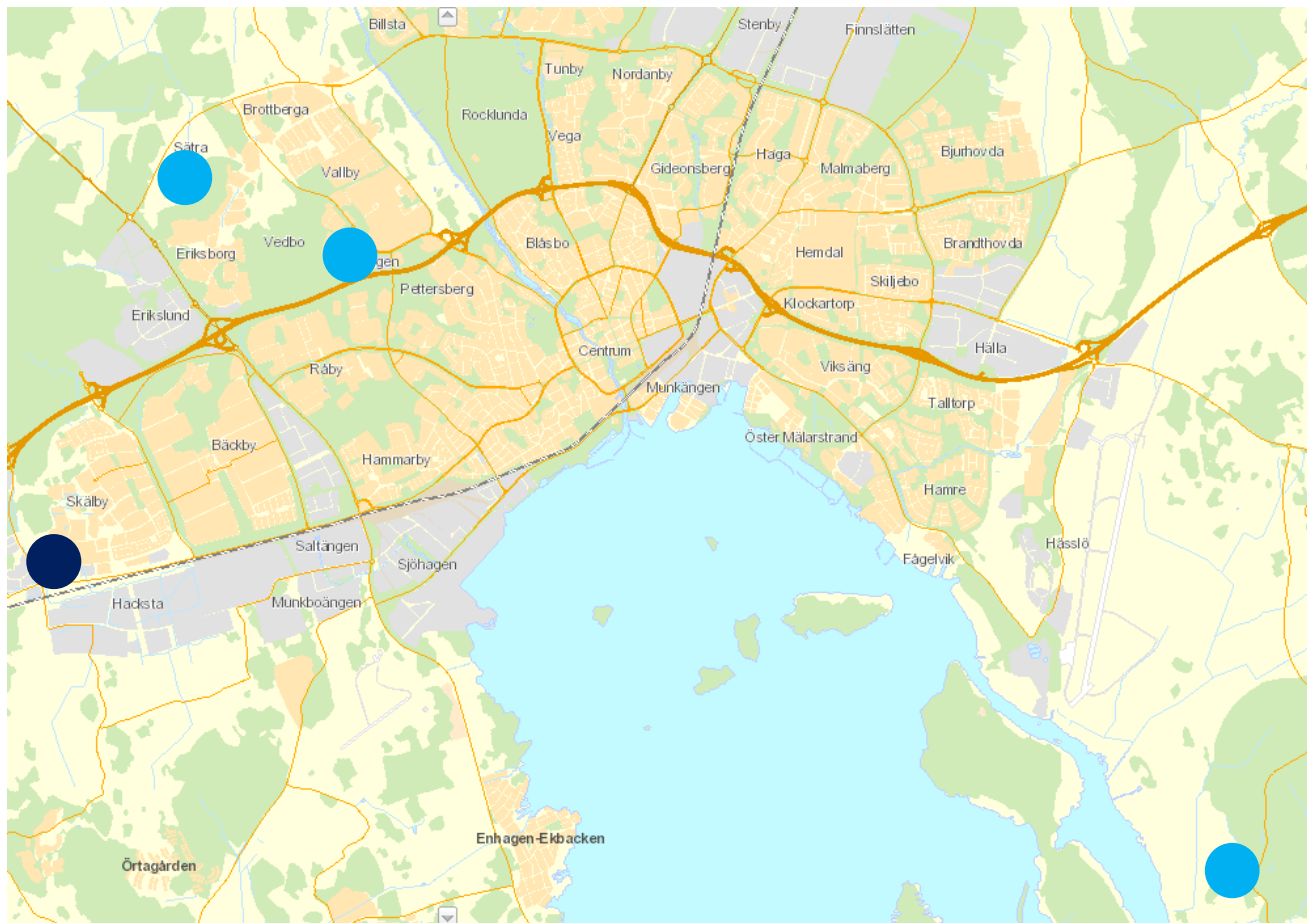 Billsta
Stenby
Finnslätten
Tunby
Nordanby
Brottberga
Rocklunda
Vega
Sätra
Bjurhovda
Haga
Gideonsberg
Malmaberg
Vallby
Vedbo
Blåsbo
Brandthovda
Eriksborg
Hemdal
gen
Skiljebo
Pettersberg
Klockartorp
Erikslund
Hälla
Centrum
Råby
Viksäng
Munkängen
Talltorp
Öster Mälarstrand
Bäckby
Hammarby
Hamre
Skälby
Hässlö
Saltängen
Fågelvik
Sjöhagen
Hacksta
Munkboängen
Enhagen-Ekbacken
Örtagården